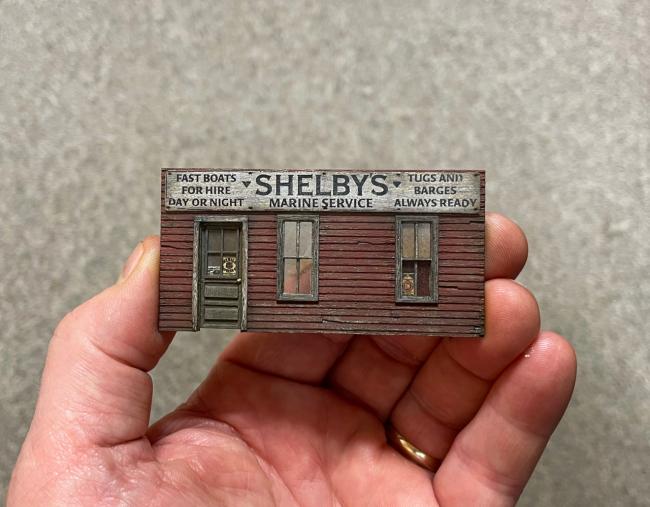 FAST BOATS
FOR HIRE
DAY OR NIGHT
SHELBY'S
MARINE SERVICE
TUGS AND
BARGES
ALWAYS READY